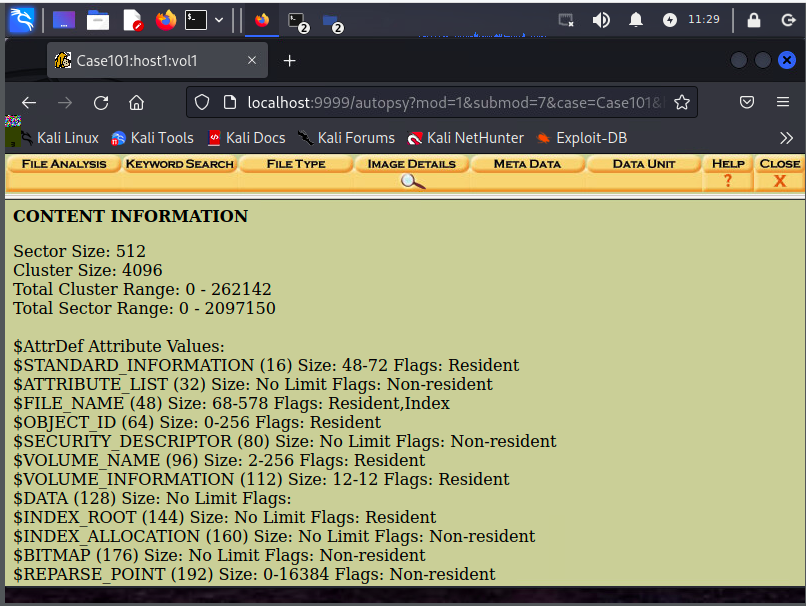 2
2
11:29
Case101:host1:vol1
localhost:9999/autopsy?mod=1&submod=7&case=Case101&
Kali Linux Kali Tools Kali Docs Kali Forums Kali NetHunter Exploit-DB
FILE ANALYSIS KEYWORD SEARCH FILE TYPE IMAGE DETAILS META DATA DATA UNIT HELP CLOSE
? X
CONTENT INFORMATION
Sector Size: 512
Cluster Size: 4096
Total Cluster Range: 0 - 262142
Total Sector Range: 0 - 2097150
$AttrDef Attribute Values:
$STANDARD_INFORMATION (16) Size: 48-72 Flags: Resident
$ATTRIBUTE_LIST (32) Size: No Limit Flags: Non-resident
$FILE_NAME (48) Size: 68-578 Flags: Resident,Index
$OBJECT_ID (64) Size: 0-256 Flags: Resident
$SECURITY_DESCRIPTOR (80) Size: No Limit Flags: Non-resident
$VOLUME_NAME (96) Size: 2-256 Flags: Resident
$VOLUME_INFORMATION (112) Size: 12-12 Flags: Resident
$DATA (128) Size: No Limit Flags:
$INDEX_ROOT (144) Size: No Limit Flags: Resident
$INDEX_ALLOCATION (160) Size: No Limit Flags: Non-resident
$BITMAP (176) Size: No Limit Flags: Non-resident
$REPARSE_POINT (192) Size: 0-16384 Flags: Non-resident